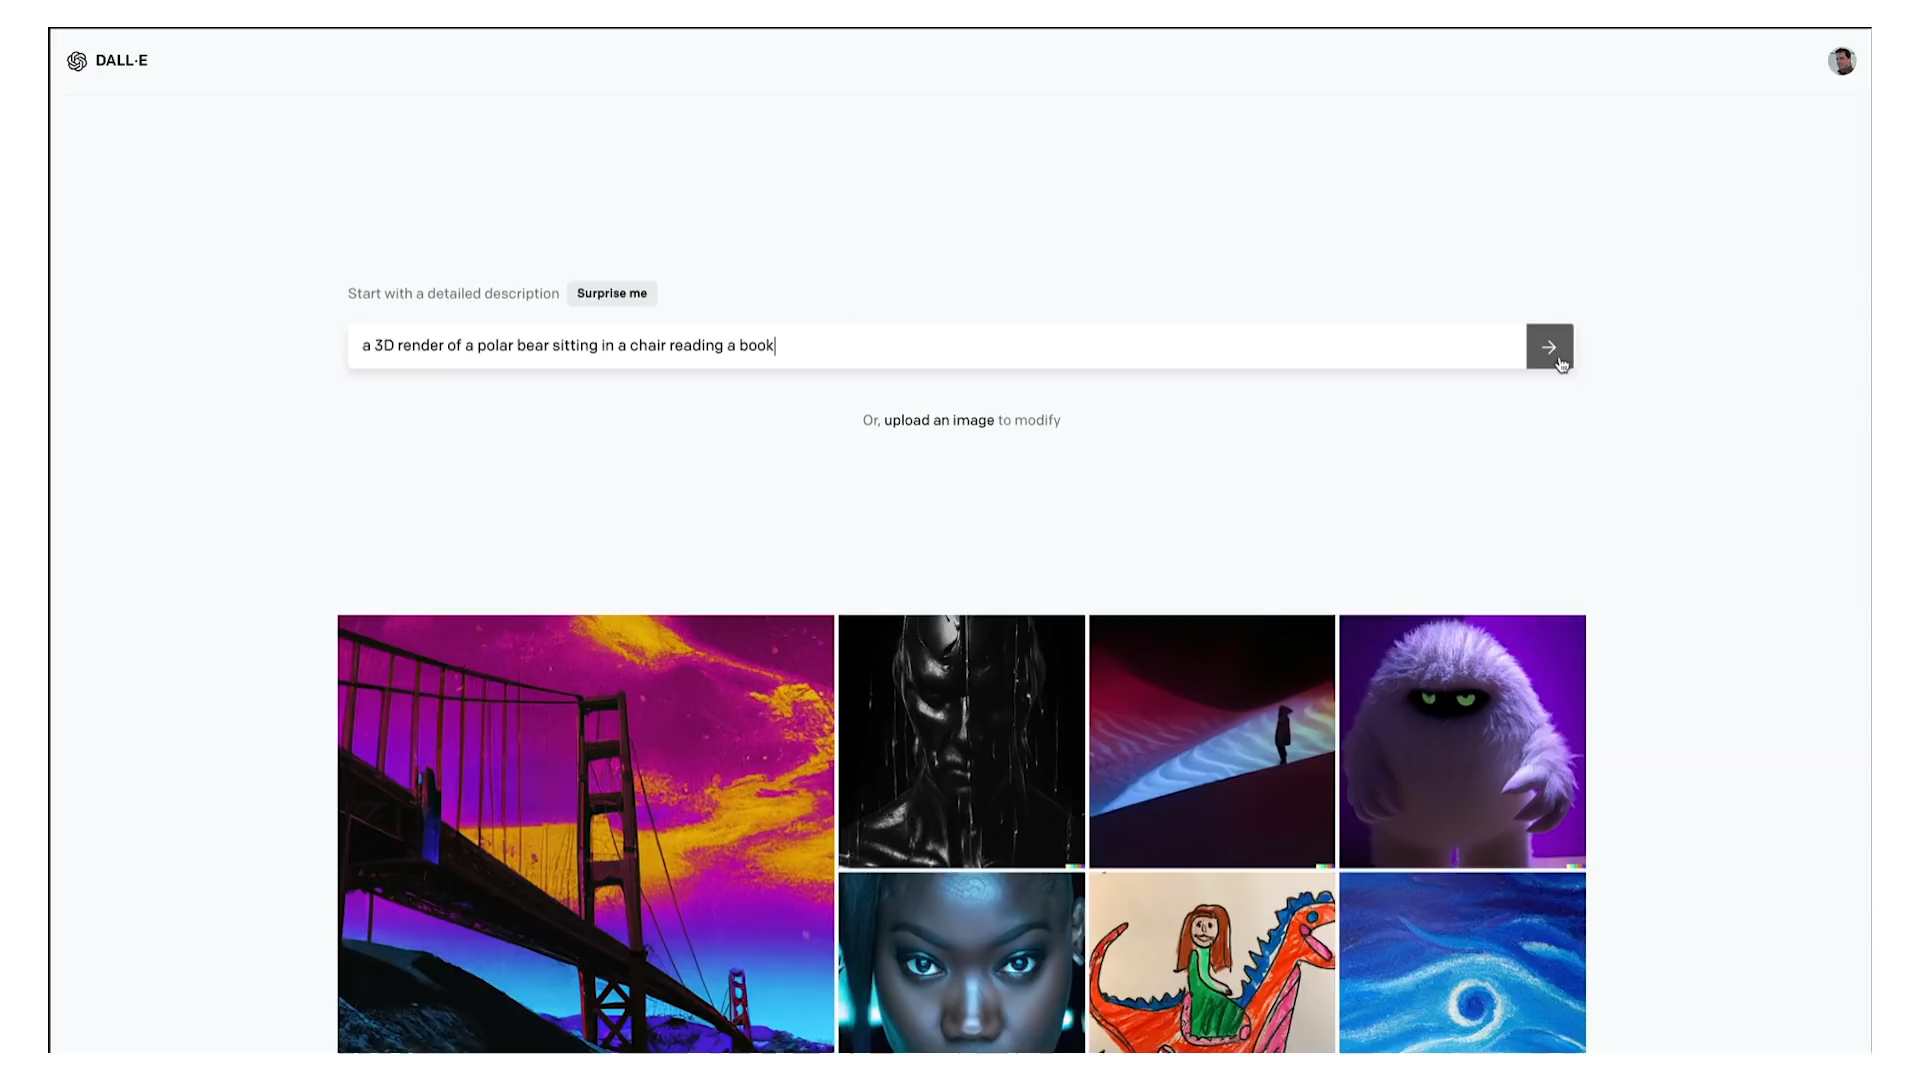 DALL·E
Start with a detailed description Surprise me
a 3D render of a polar bear sitting in a chair reading a book
Or, upload an image to modify